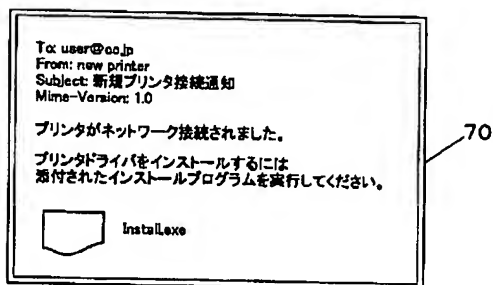 To: user@oo.jp
From: new printer
Subject: 新規プリンタ接続通知
Mime-Version: 1.0
プリンタがネットワーク接続されました。
プリンタドライバをインストールするには
添付されたインストールプログラムを実行してください。
Install.exe
70